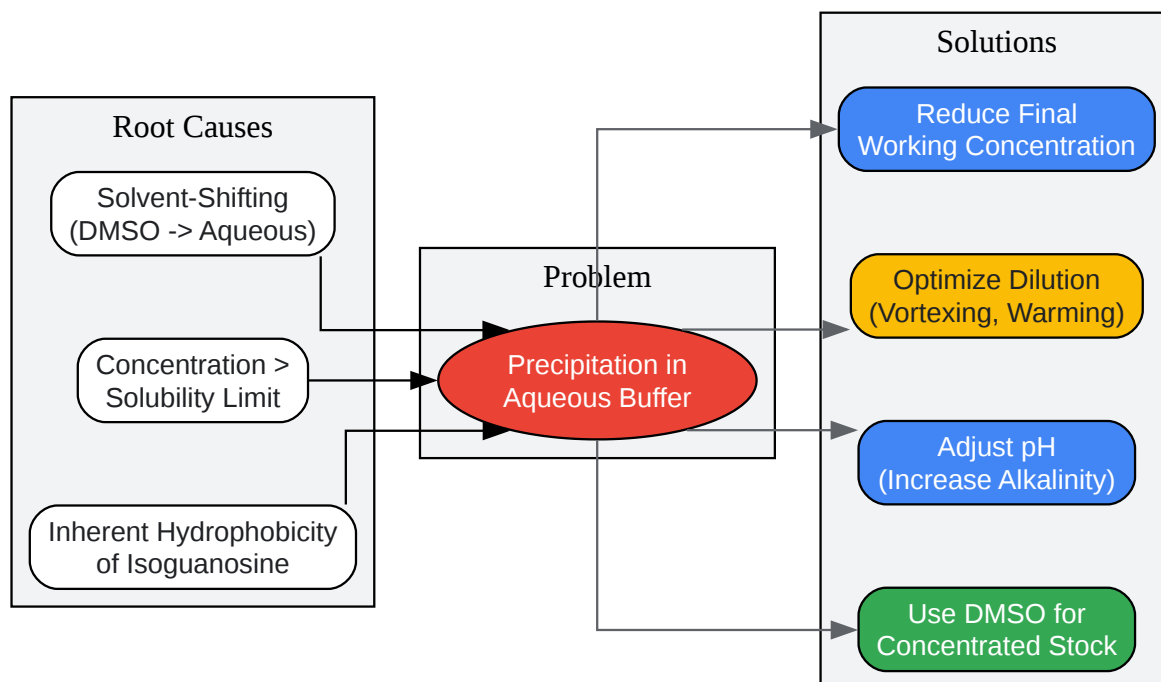 Root Causes
Solvent-Shifting
(DMSO -> Aqueous)
Concentration >
Solubility Limit
Inherent Hydrophobicity
of Isoguanosine
Problem
Precipitation in
Aqueous Buffer
Solutions
Reduce Final
Working Concentration
Optimize Dilution
(Vortexing, Warming)
Adjust pH
(Increase Alkalinity)
Use DMSO for
Concentrated Stock